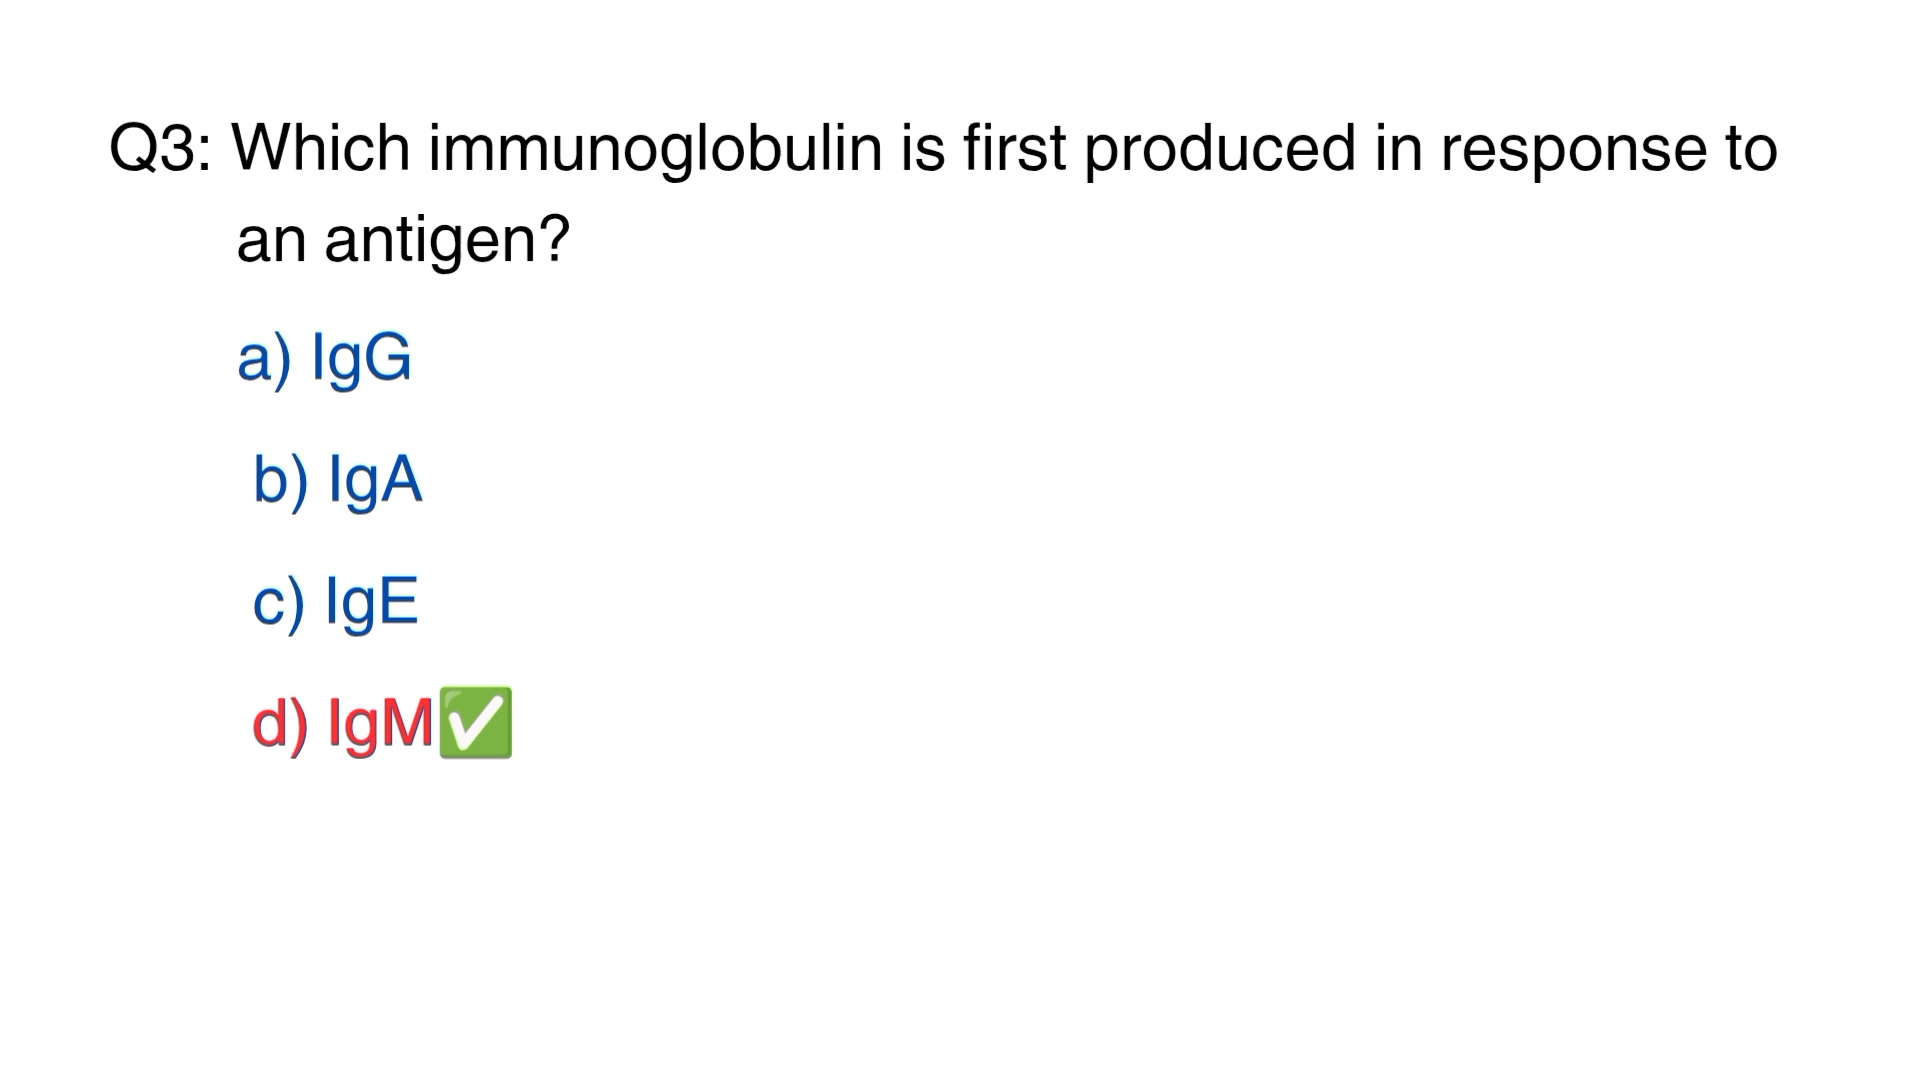 Q3: Which immunoglobulin is first produced in response to
an antigen?
a) IgG
b) IgA
c) IgE
d) IgM✅